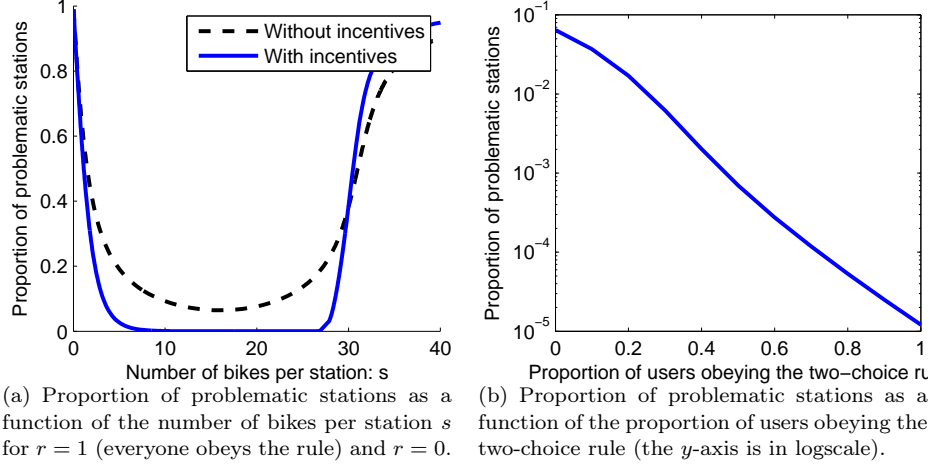 Proportion of problematic stations
1
0.8
0.6
0.4
0.2
0
0
10
20
30
40
Without incentives
With incentives
Number of bikes per station: s
(a) Proportion of problematic stations as a
function of the number of bikes per station s
for r = 1 (everyone obeys the rule) and r = 0.
Proportion of problematic stations
10−1
10−2
10−3
10−4
10−5
0
0.2
0.4
0.6
0.8
1
Proportion of users obeying the two−choice ru
(b) Proportion of problematic stations as a
function of the proportion of users obeying the
two-choice rule (the y-axis is in logscale).